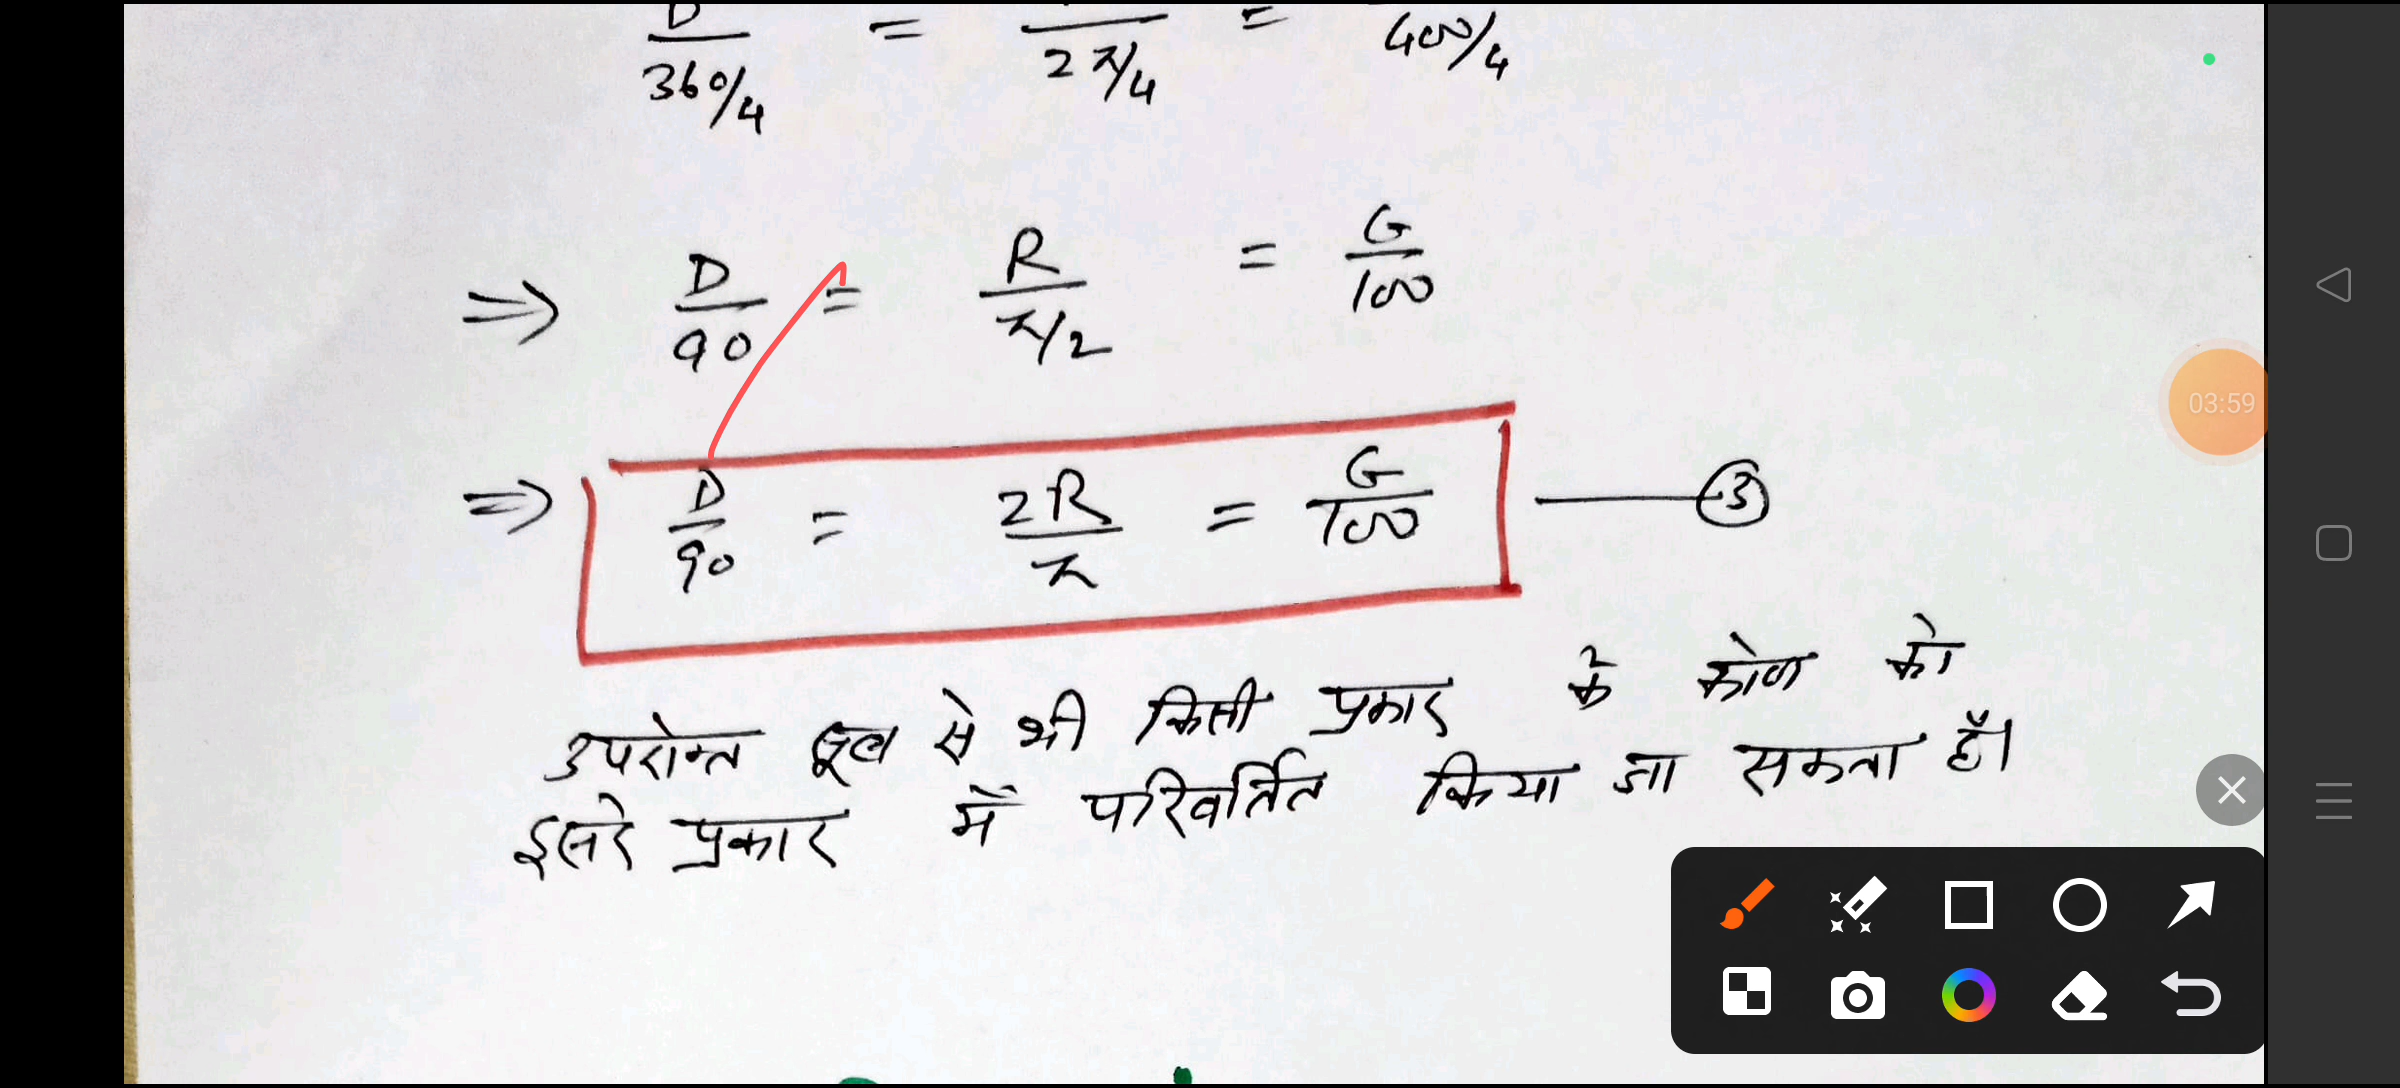 D/(360/4) = /(2π/4) = /(400/4)
⇒ D/90 = R/(π/2) = G/100
⇒ D/90 = 2R/π = G/100 —— ③
उपरोक्त सूत्र से भी किसी प्रकार के कोण को
दूसरे प्रकार में परिवर्तित किया जा सकता है।
03:59